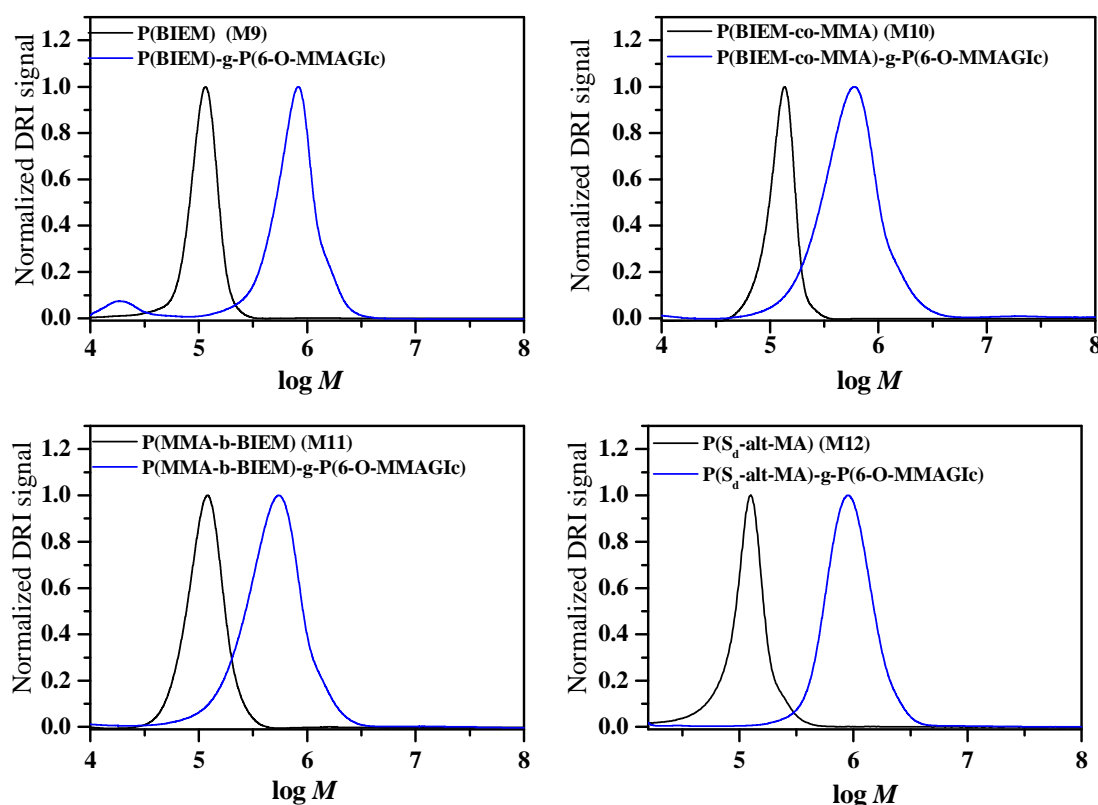 P(BIEM) (M9)
P(BIEM)-g-P(6-O-MMAGIc)
Normalized DRI signal
1.2
1.0
0.8
0.6
0.4
0.2
0.0
4 5 6 7 8
log M
P(BIEM-co-MMA) (M10)
P(BIEM-co-MMA)-g-P(6-O-MMAGIc)
Normalized DRI signal
1.2
1.0
0.8
0.6
0.4
0.2
0.0
4 5 6 7 8
log M
P(MMA-b-BIEM) (M11)
P(MMA-b-BIEM)-g-P(6-O-MMAGIc)
Normalized DRI signal
1.2
1.0
0.8
0.6
0.4
0.2
0.0
4 5 6 7 8
log M
P(Sd-alt-MA) (M12)
P(Sd-alt-MA)-g-P(6-O-MMAGIc)
Normalized DRI signal
1.2
1.0
0.8
0.6
0.4
0.2
0.0
5 6 7 8
log M